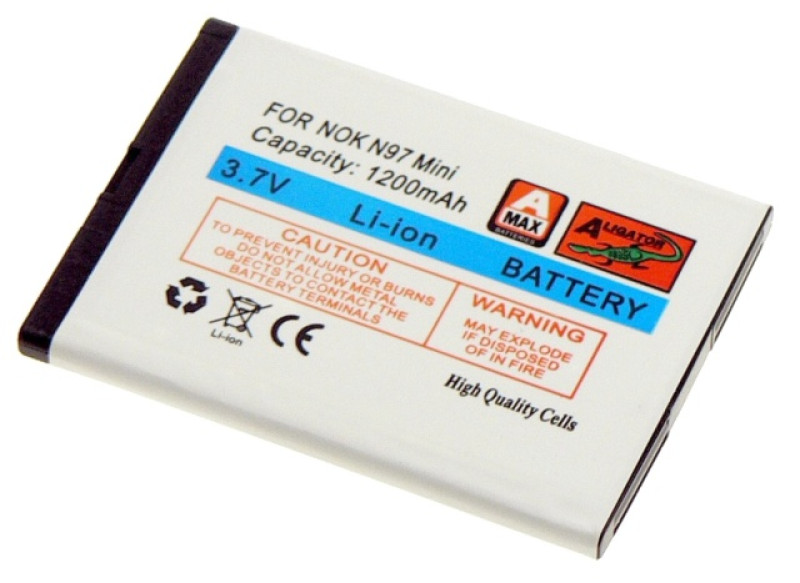 FOR NOK N97 Mini
Capacity: 1200mAh
3.7V Li-ion BATTERY
A
MAX
BATTERIES
ALIGATOR
CAUTION
TO PREVENT INJURY OR BURNS
DO NOT ALLOW METAL
OBJECTS TO CONTACT THE
BATTERY TERMINALS
WARNING
MAY EXPLODE
IF DISPOSED
OF IN FIRE
Li-ion
CE
High Quality Cells